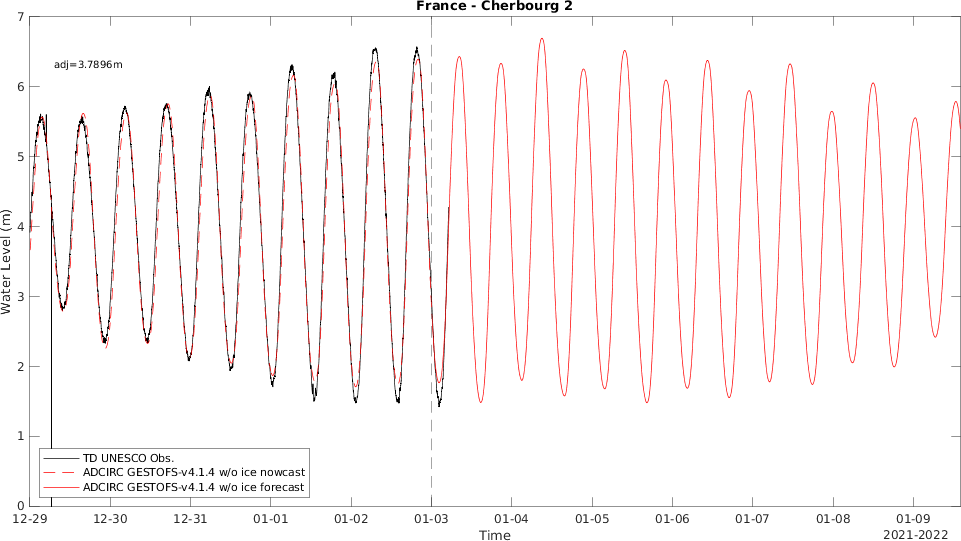 France - Cherbourg 2
7
adj=3.7896m
6
5
4
3
2
1
0
Water Level (m)
TD UNESCO Obs.
ADCIRC GESTOFS-v4.1.4 w/o ice nowcast
ADCIRC GESTOFS-v4.1.4 w/o ice forecast
12-29 12-30 12-31 01-01 01-02 01-03 01-04 01-05 01-06 01-07 01-08 01-09
Time
2021-2022